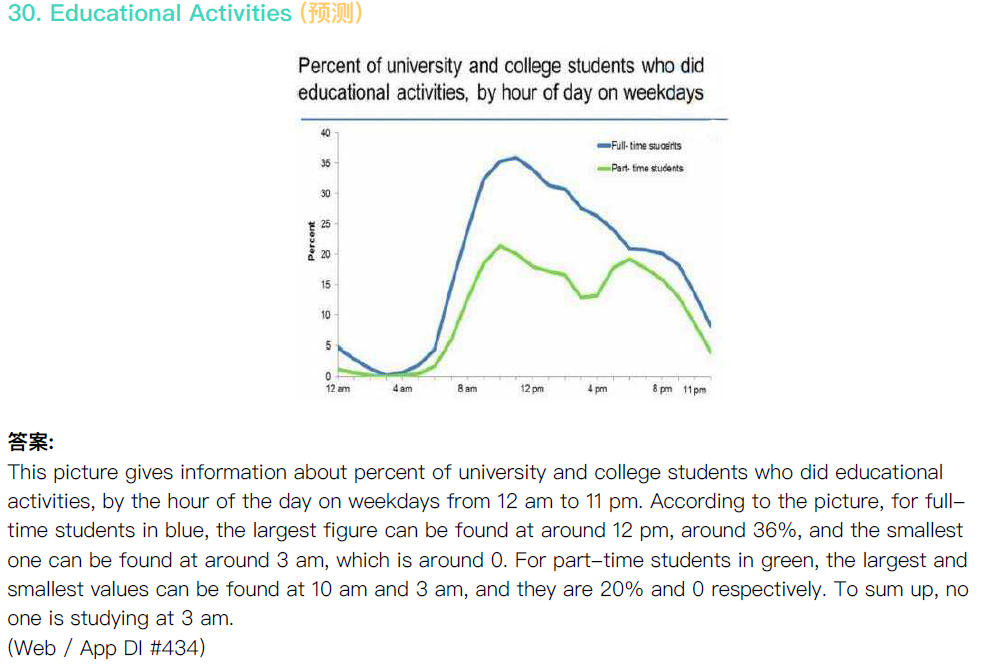 30. Educational Activities (预测)
Percent of university and college students who did
educational activities, by hour of day on weekdays
40
35
30
25
20
15
10
5
0
Percent
Full- time stucsirits
Part- time students
12 am
4 am
8 am
12 pm
4 pm
8 pm
11 pm
答案:
This picture gives information about percent of university and college students who did educational
activities, by the hour of the day on weekdays from 12 am to 11 pm. According to the picture, for full-
time students in blue, the largest figure can be found at around 12 pm, around 36%, and the smallest
one can be found at around 3 am, which is around 0. For part-time students in green, the largest and
smallest values can be found at 10 am and 3 am, and they are 20% and 0 respectively. To sum up, no
one is studying at 3 am.
(Web / App DI #434)